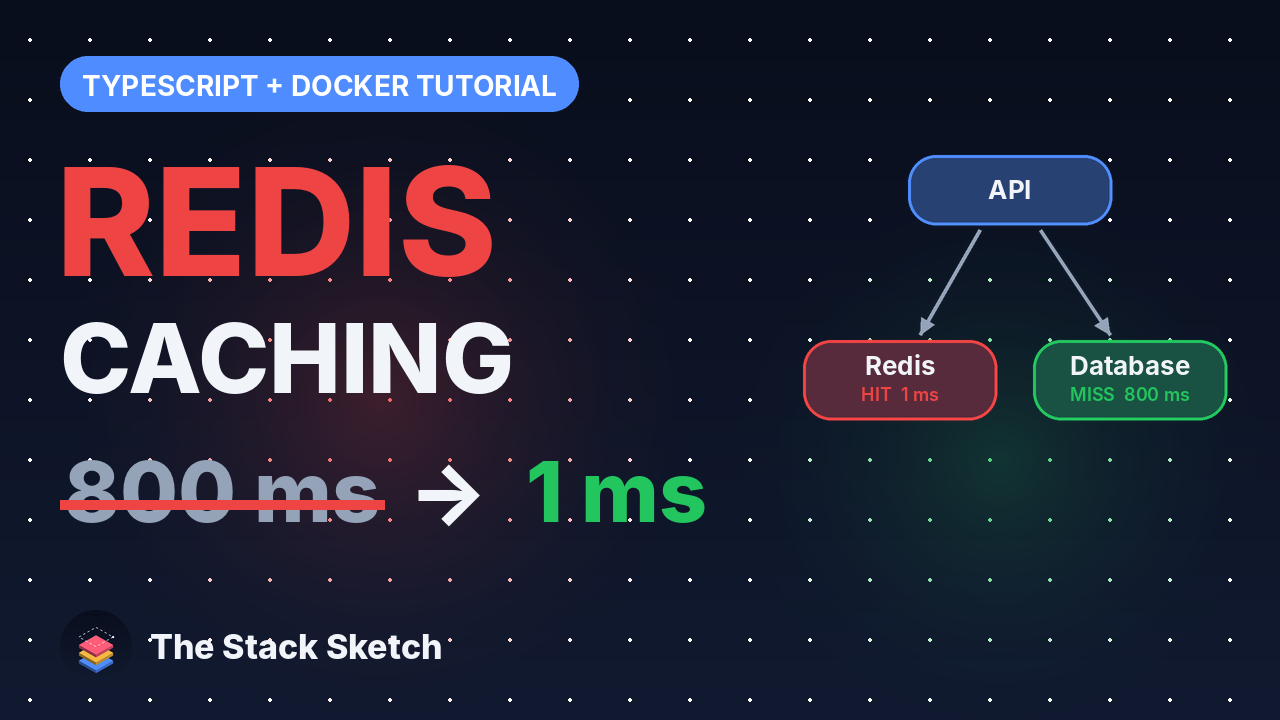 TYPESCRIPT + DOCKER TUTORIAL
REDIS
CACHING
800 ms → 1 ms
API
Redis
HIT 1 ms
Database
MISS 800 ms
The Stack Sketch